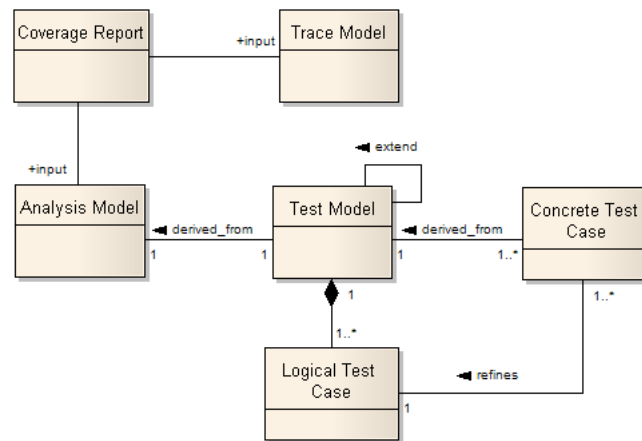 Coverage Report
Trace Model
+input
+input
extend
Analysis Model
Test Model
Concrete Test
Case
derived_from
derived_from
1
1
1
1..*
1
1..*
1..*
Logical Test
Case
refines
1